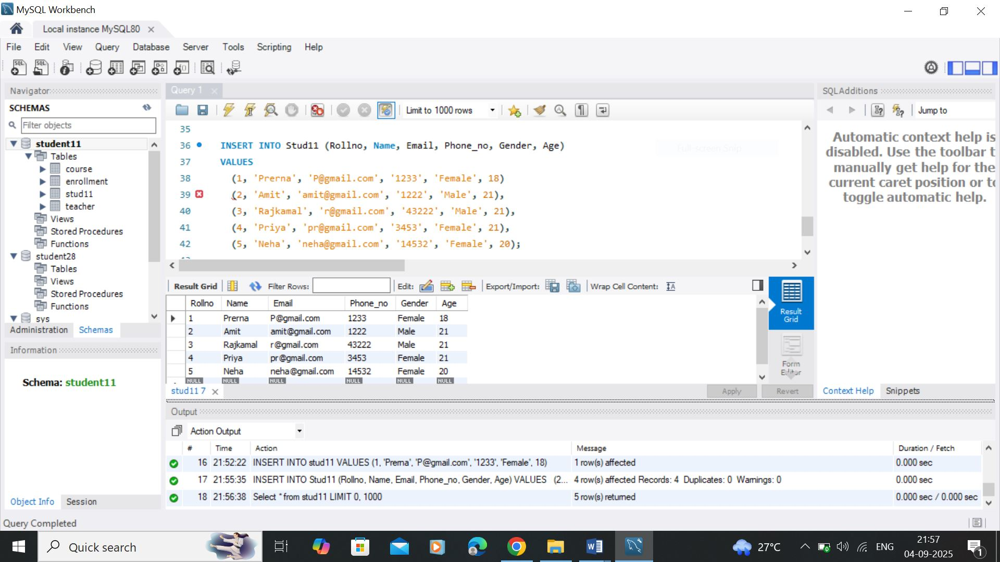 MySQL Workbench
Local instance MySQL80
File Edit View Query Database Server Tools Scripting Help
Navigator
SCHEMAS
Filter objects
student11
Tables
course
enrollment
stud11
teacher
Views
Stored Procedures
Functions
student28
Tables
Views
Stored Procedures
Functions
sys
Administration Schemas
Information
Schema: student11
Object Info Session
Query 1
Limit to 1000 rows
35
36 INSERT INTO Stud11 (Rollno, Name, Email, Phone_no, Gender, Age)
37 VALUES
38 (1, 'Prerna', 'P@gmail.com', '1233', 'Female', 18)
39 (2, 'Amit', 'amit@gmail.com', '1222', 'Male', 21),
40 (3, 'Rajkamal', 'r@gmail.com', '43222', 'Male', 21),
41 (4, 'Priya', 'pr@gmail.com', '3453', 'Female', 21),
42 (5, 'Neha', 'neha@gmail.com', '14532', 'Female', 20);
Full-screen Snip
Result Grid Filter Rows: Edit: Export/Import: Wrap Cell Content:
Rollno Name Email Phone_no Gender Age
1 Prerna P@gmail.com 1233 Female 18
2 Amit amit@gmail.com 1222 Male 21
3 Rajkamal r@gmail.com 43222 Male 21
4 Priya pr@gmail.com 3453 Female 21
5 Neha neha@gmail.com 14532 Female 20
NULL NULL NULL NULL NULL NULL
Result
Grid
Form
Editor
stud11 7
Apply Revert
SQLAdditions
Jump to
Automatic context help is
disabled. Use the toolbar t
manually get help for the
current caret position or to
toggle automatic help.
Context Help Snippets
Output
Action Output
# Time Action Message Duration / Fetch
16 21:52:22 INSERT INTO stud11 VALUES (1, 'Prerna', 'P@gmail.com', '1233', 'Female', 18) 1 row(s) affected 0.000 sec
17 21:55:35 INSERT INTO Stud11 (Rollno, Name, Email, Phone_no, Gender, Age) VALUES (2... 4 row(s) affected Records: 4 Duplicates: 0 Warnings: 0 0.000 sec
18 21:56:38 Select * from stud11 LIMIT 0, 1000 5 row(s) returned 0.000 sec / 0.000 sec
Query Completed
Quick search
27°C
ENG
21:57
04-09-2025
1